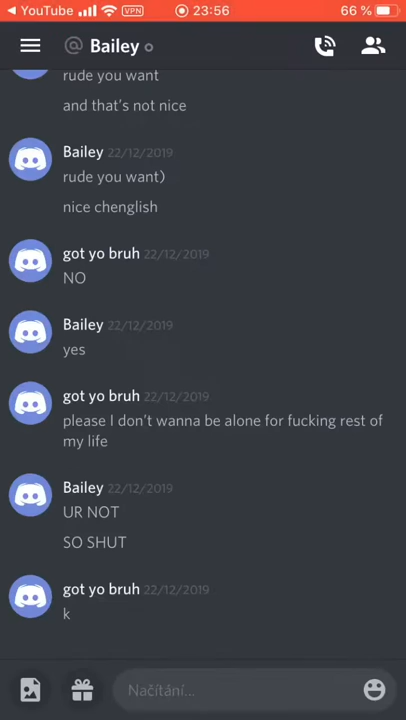 YouTube VPN 23:56 66 %
@ Bailey
rude you want
and that's not nice
Bailey 22/12/2019
rude you want)
nice chenglish
got yo bruh 22/12/2019
NO
Bailey 22/12/2019
yes
got yo bruh 22/12/2019
please I don't wanna be alone for fucking rest of
my life
Bailey 22/12/2019
UR NOT
SO SHUT
got yo bruh 22/12/2019
k
Načítání...